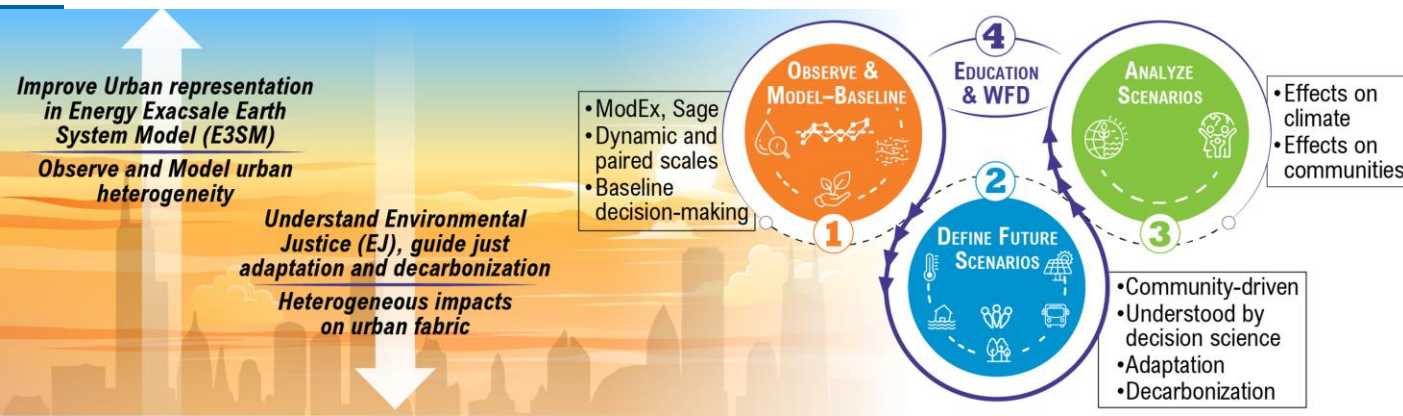 Improve Urban representation
in Energy Exacsale Earth
System Model (E3SM)
Observe and Model urban
heterogeneity
Understand Environmental
Justice (EJ), guide just
adaptation and decarbonization
Heterogeneous impacts
on urban fabric
•ModEx, Sage
•Dynamic and
paired scales
•Baseline
decision-making
OBSERVE &
MODEL–BASELINE
1
4
EDUCATION
& WFD
2
DEFINE FUTURE
SCENARIOS
•Community-driven
•Understood by
decision science
•Adaptation
•Decarbonization
ANALYZE
SCENARIOS
3
•Effects on
climate
•Effects on
communities